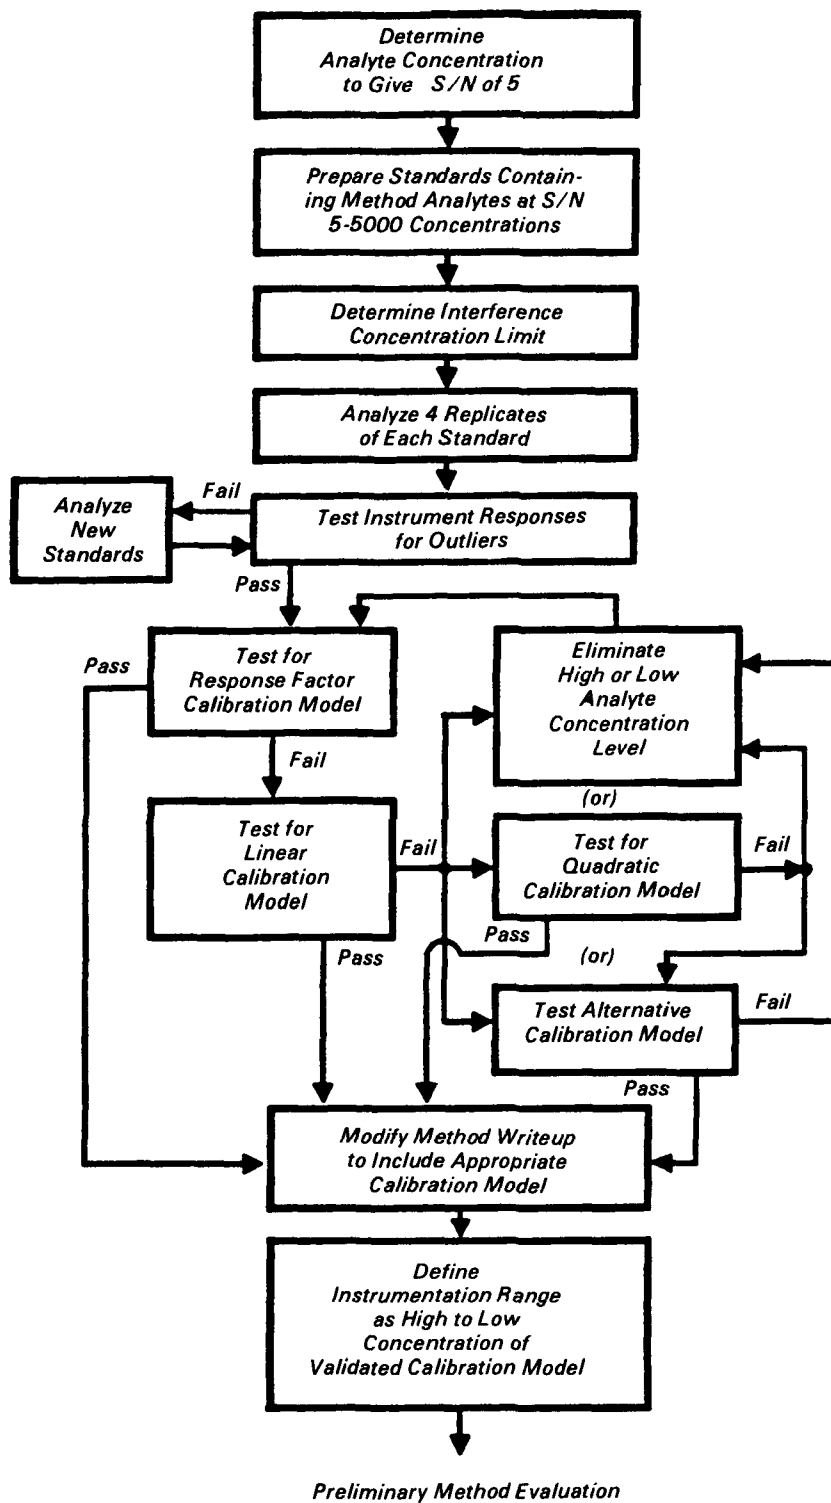 Determine
Analyte Concentration
to Give S/N of 5
Prepare Standards Contain-
ing Method Analytes at S/N
5-5000 Concentrations
Determine Interference
Concentration Limit
Analyze 4 Replicates
of Each Standard
Analyze
New
Standards
Fail
Test Instrument Responses
for Outliers
Pass
Pass
Test for
Response Factor
Calibration Model
Eliminate
High or Low
Analyte
Concentration
Level
Fail
(or)
Test for
Linear
Calibration
Model
Fail
Test for
Quadratic
Calibration Model
Fail
Pass
Pass
(or)
Test Alternative
Calibration Model
Fail
Pass
Modify Method Writeup
to Include Appropriate
Calibration Model
Define
Instrumentation Range
as High to Low
Concentration of
Validated Calibration Model
Preliminary Method Evaluation